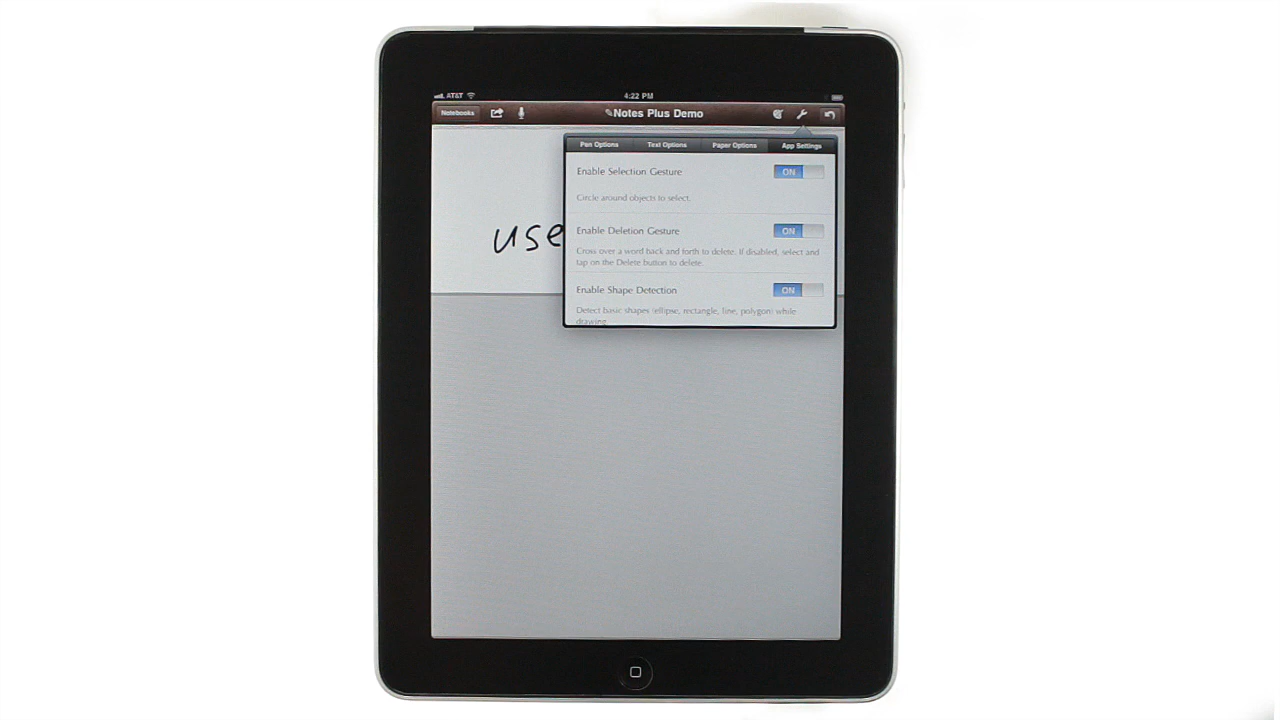 AT&T 4:22 PM
Notebooks Notes Plus Demo
Pen Options Text Options Paper Options App Settings
Enable Selection Gesture ON
Circle around objects to select.
use
Enable Deletion Gesture ON
Cross over a word back and forth to delete. If disabled, select and
tap on the Delete button to delete.
Enable Shape Detection ON
Detect basic shapes (ellipse, rectangle, line, polygon) while
drawing.